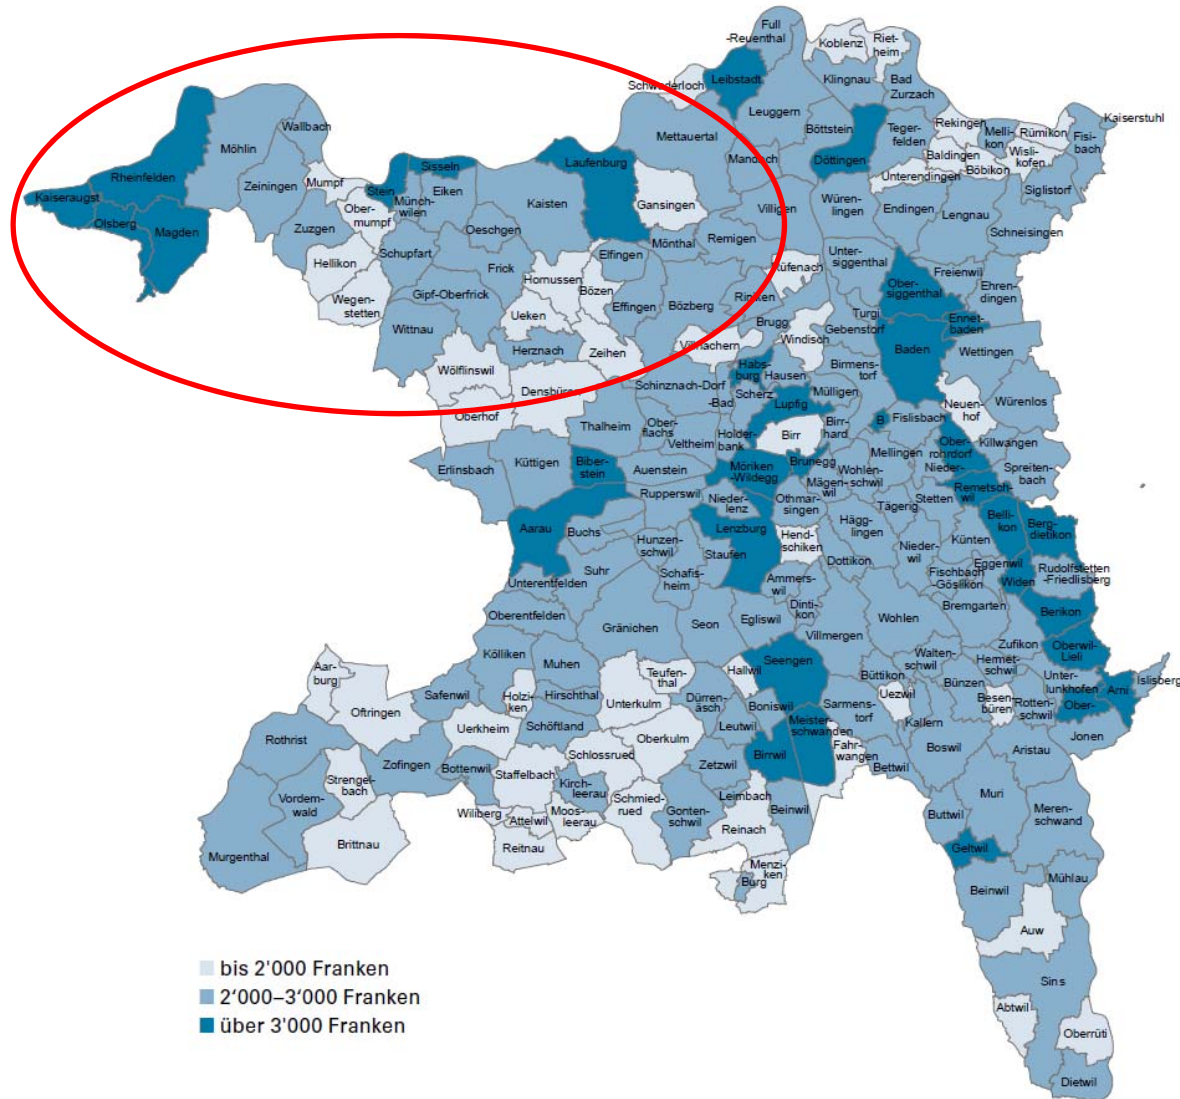 Full
-Reuenthal
Koblenz
Riet-
heim
Schwaderloch
Leibstadt
Klingnau
Bad
Zurzach
Leuggern
Kaiserstuhl
Wallbach
Möhlin
Mettauertal
Böttstein
Teger-
felden
Rekingen
Melli-
kon
Rümikon
Fisi-
bach
Wisli-
kofen
Baldingen
Böbikon
Mandach
Döttingen
Unterendingen
Siglistorf
Rheinfelden
Sisseln
Laufenburg
Zeiningen
Mumpf
Stein
Eiken
Kaisten
Gansingen
Villigen
Würen-
lingen
Endingen
Lengnau
Kaiseraugst
Olsberg
Magden
Ober-
mumpf
Münch-
wilen
Zuzgen
Oeschgen
Mönthal
Remigen
Schneisingen
Hellikon
Schupfart
Frick
Elfingen
Rüfenach
Unter-
siggenthal
Freienwil
Ehren-
dingen
Wegen-
stetten
Gipf-Oberfrick
Hornussen
Bözen
Effingen
Bözberg
Riniken
Ober-
siggenthal
Ueken
Brugg
Turgi
Gebenstorf
Ennet-
baden
Wittnau
Herznach
Zeihen
Villnachern
Windisch
Baden
Wettingen
Wölflinswil
Densbüren
Habs-
burg
Hausen
Birmens-
torf
Schinznach-Dorf
-Bad
Scherz
Mülligen
Lupfig
Neuen-
hof
Würenlos
Oberhof
Thalheim
Ober-
flachs
Veltheim
Holder-
bank
Birr
Birr-
hard
B
Fislisbach
Ober-
rohrdorf
Killwangen
Erlinsbach
Küttigen
Biber-
stein
Auenstein
Möriken
-Wildegg
Brunegg
Mellingen
Wohlen-
schwil
Nieder-
Spreiten-
bach
Mägen-
wil
Remetsch-
wil
Rupperswil
Nieder-
lenz
Othmar-
singen
Tägerig
Stetten
Belli-
kon
Berg-
dietikon
Aarau
Buchs
Hunzen-
schwil
Lenzburg
Staufen
Hend-
schiken
Hägg-
lingen
Nieder-
wil
Künten
Dottikon
Suhr
Schafis-
heim
Ammers-
wil
Fischbach
-Göslikon
Eggenwil
Widen
Rudolfstetten
-Friedlisberg
Unterentfelden
Oberentfelden
Gränichen
Seon
Egliswil
Dinti-
kon
Villmergen
Wohlen
Bremgarten
Berikon
Zufikon
Kölliken
Muhen
Teufen-
thal
Hallwil
Seengen
Büttikon
Walten-
schwil
Hermet-
schwil
Oberwil-
Lieli
Aar-
burg
Safenwil
Holzi-
ken
Hirschthal
Unterkulm
Dürren-
äsch
Boniswil
Sarmens-
torf
Uezwil
Bünzen
Besen-
büren
Rotten-
schwil
Unter-
lunkhofen
Ober-
Arni
Islisberg
Oftringen
Uerkheim
Schöftland
Leutwil
Meister-
schwanden
Kallern
Jonen
Rothrist
Zofingen
Bottenwil
Staffelbach
Schlossrued
Oberkulm
Zetzwil
Birrwil
Fahr-
wangen
Bettwil
Boswil
Aristau
Strengel-
bach
Kirch-
leerau
Vordem-
wald
Wiliberg
Attelwil
Moos-
leerau
Schmied-
rued
Gonten-
schwil
Leimbach
Beinwil
Muri
Buttwil
Meren-
schwand
Murgenthal
Brittnau
Reitnau
Reinach
Geltwil
Menzi-
ken
Burg
Beinwil
Mühlau
Auw
Sins
Abtwil
Oberrüti
Dietwil
bis 2'000 Franken
2‘000–3‘000 Franken
über 3'000 Franken